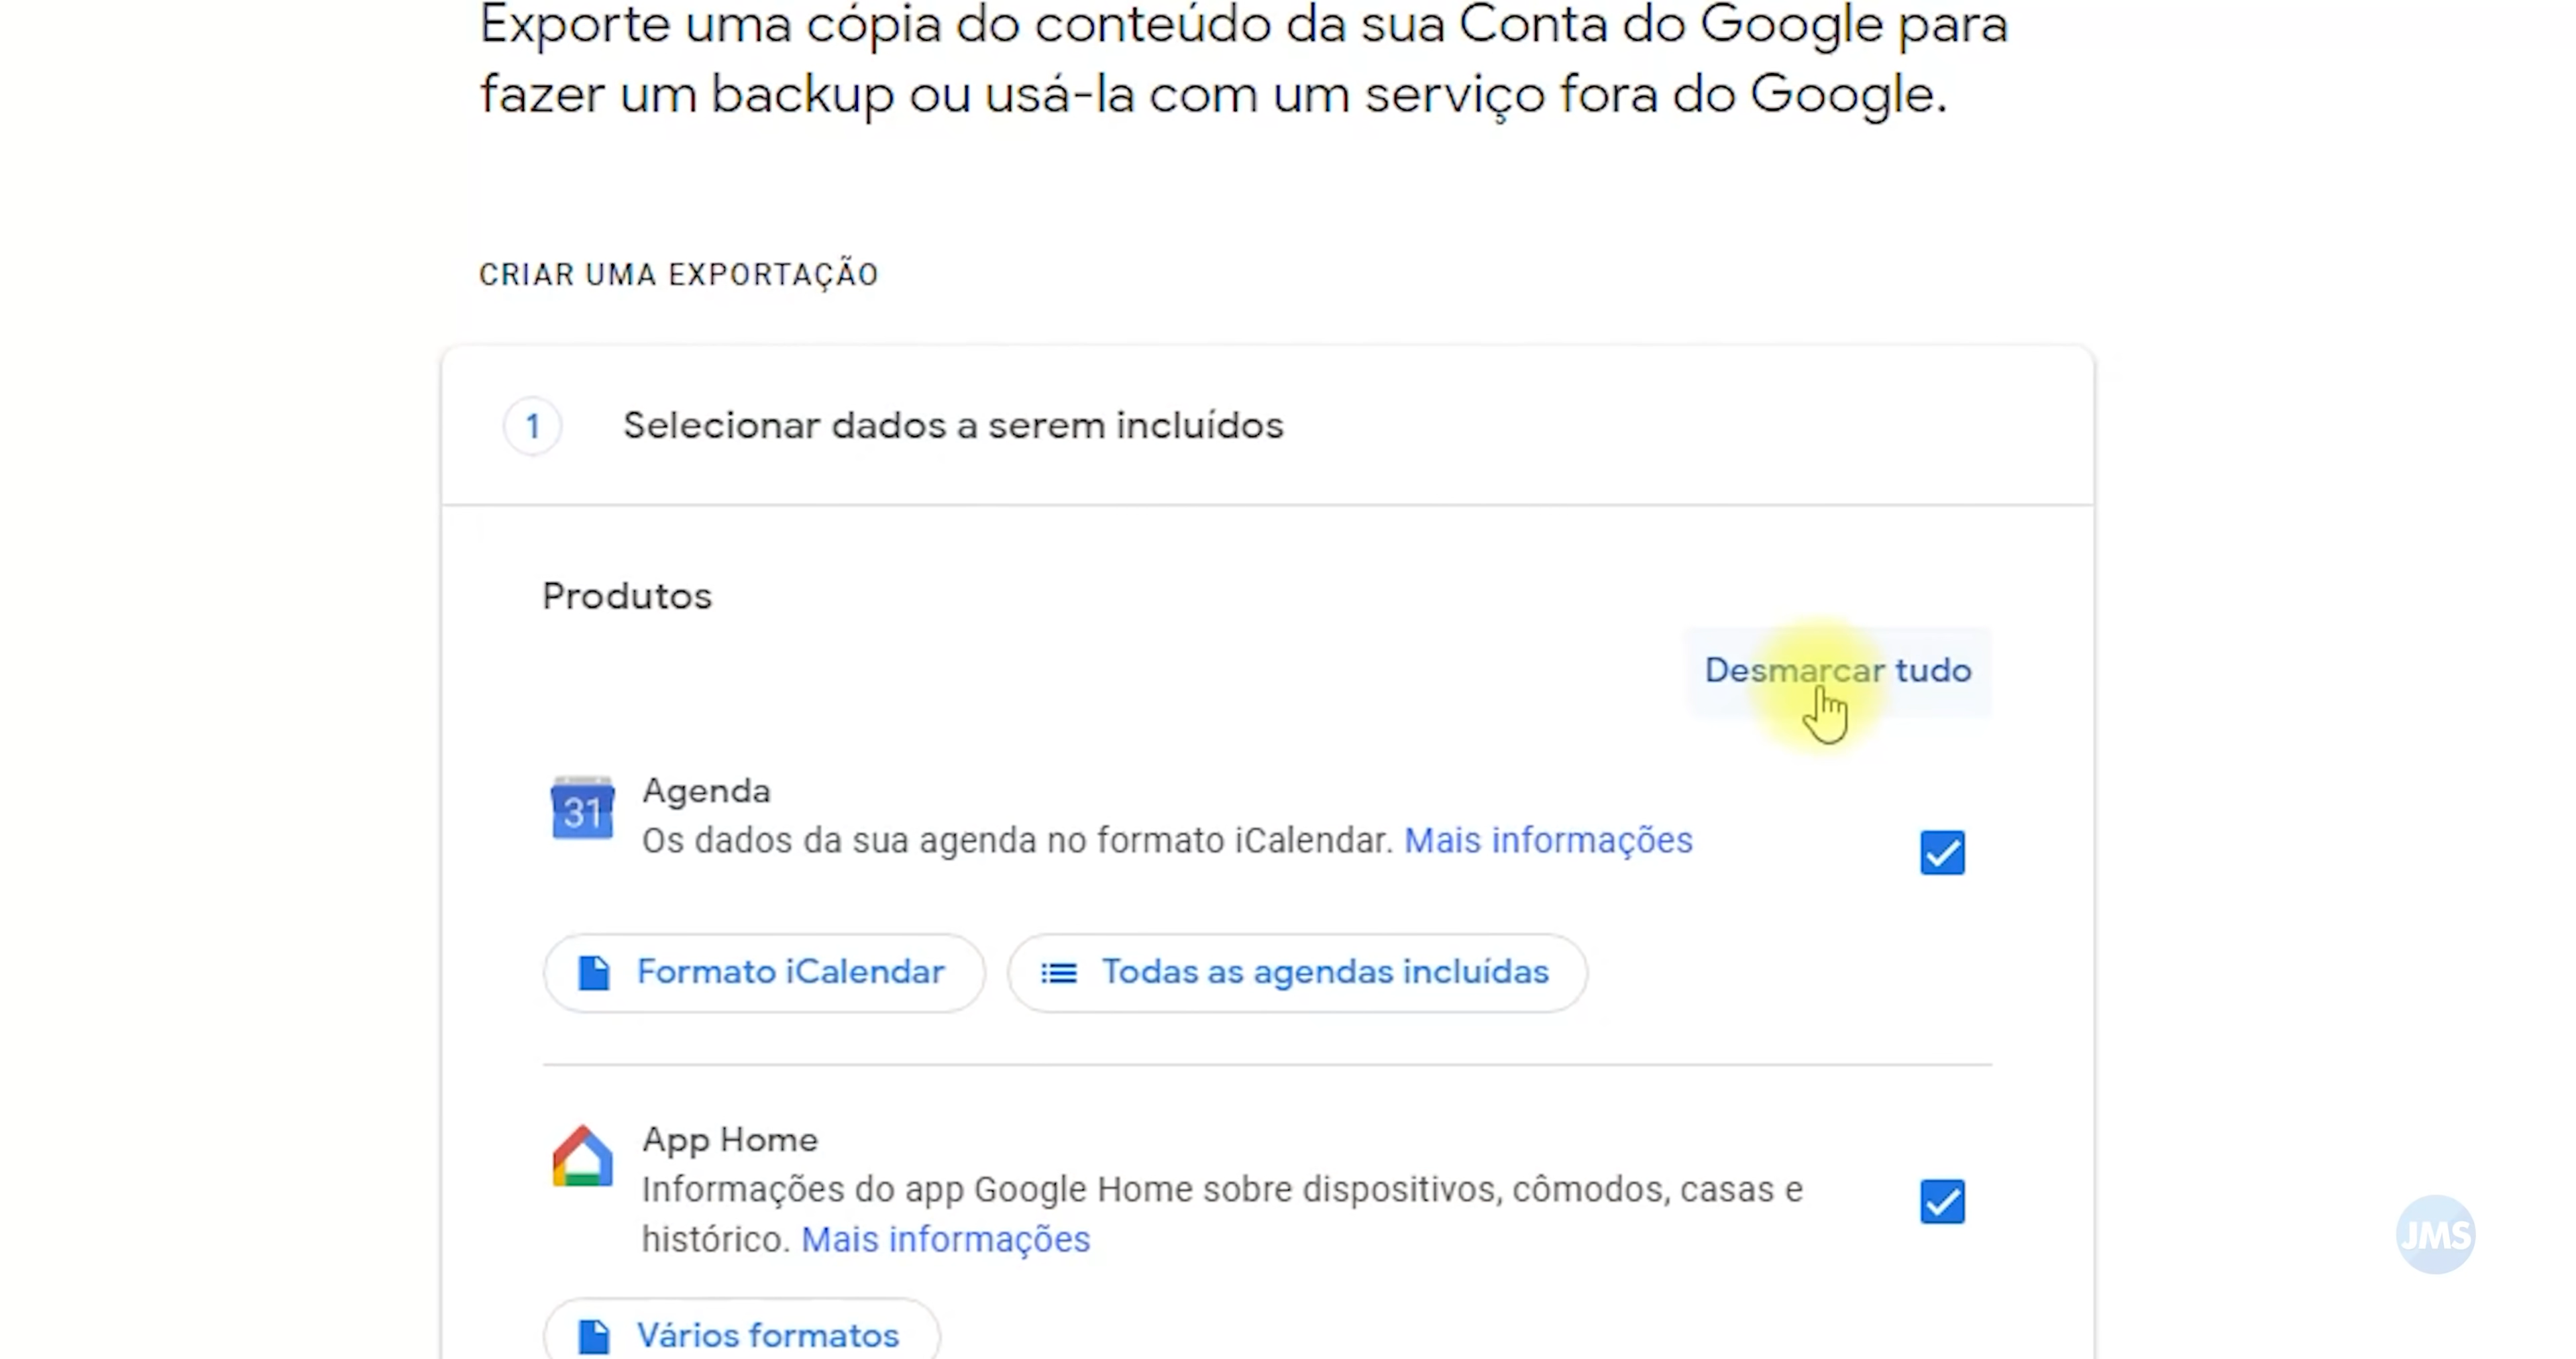 Exporte uma cópia do conteúdo da sua Conta do Google para
fazer um backup ou usá-la com um serviço fora do Google.
CRIAR UMA EXPORTAÇÃO
1 Selecionar dados a serem incluídos
Produtos
Desmarcar tudo
31
Agenda
Os dados da sua agenda no formato iCalendar. Mais informações
Formato iCalendar Todas as agendas incluídas
App Home
Informações do app Google Home sobre dispositivos, cômodos, casas e
histórico. Mais informações
JMS
Vários formatos